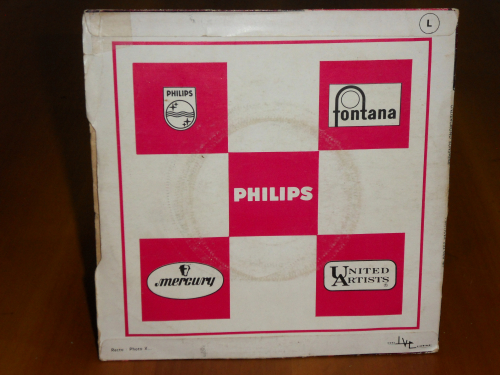 L
PHILIPS
fontana
PHILIPS
mercury
UNITED
ARTISTS